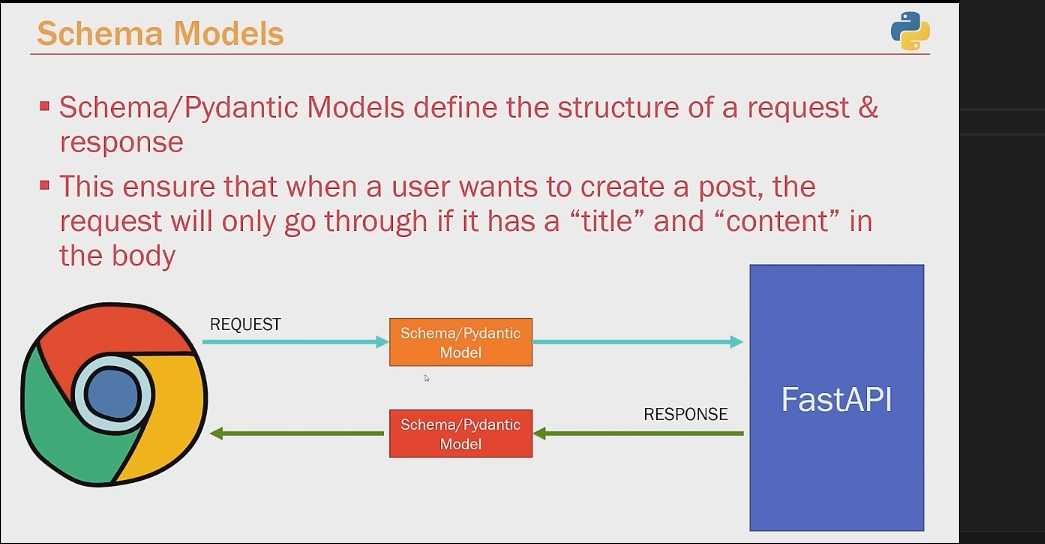 Schema Models
Schema/Pydantic Models define the structure of a request &
response
This ensure that when a user wants to create a post, the
request will only go through if it has a “title” and “content” in
the body
REQUEST
Schema/Pydantic
Model
FastAPI
RESPONSE
Schema/Pydantic
Model